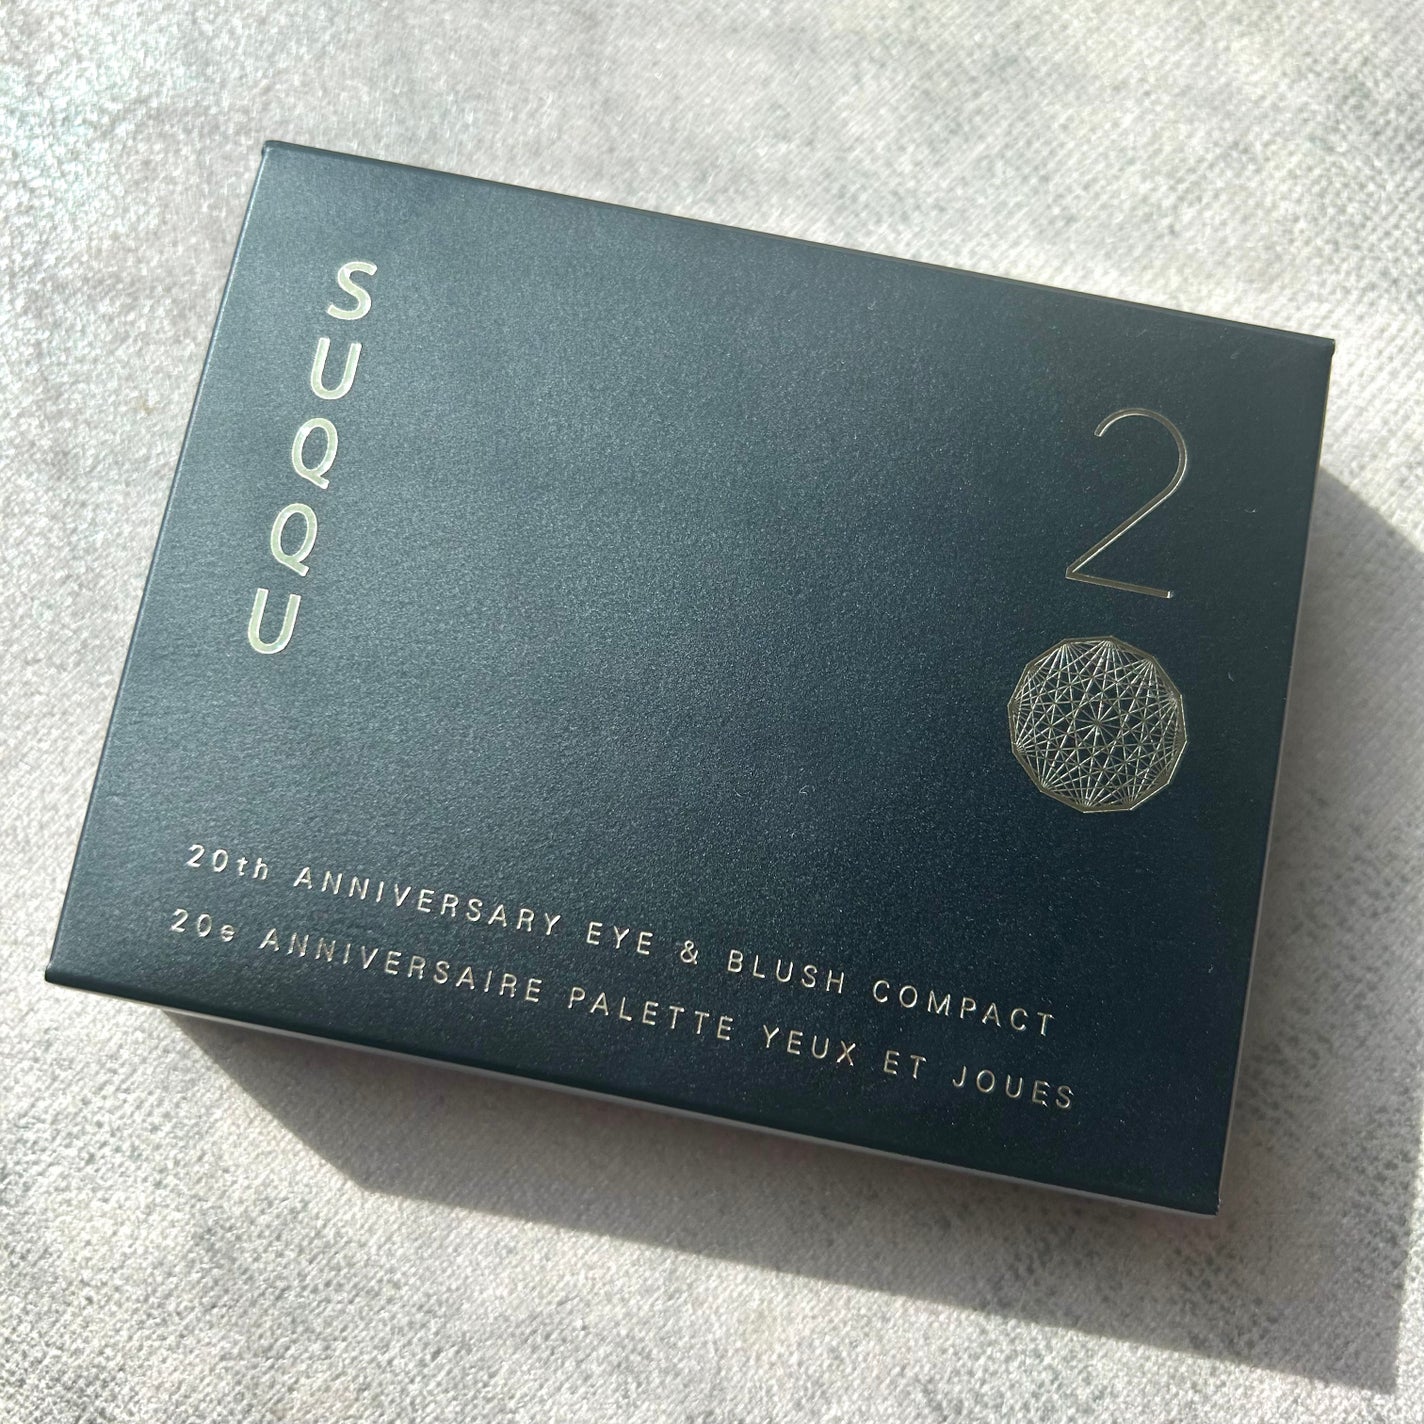 SUQQU
2
20th ANNIVERSARY EYE & BLUSH COMPACT
20e ANNIVERSAIRE PALETTE YEUX ET JOUES